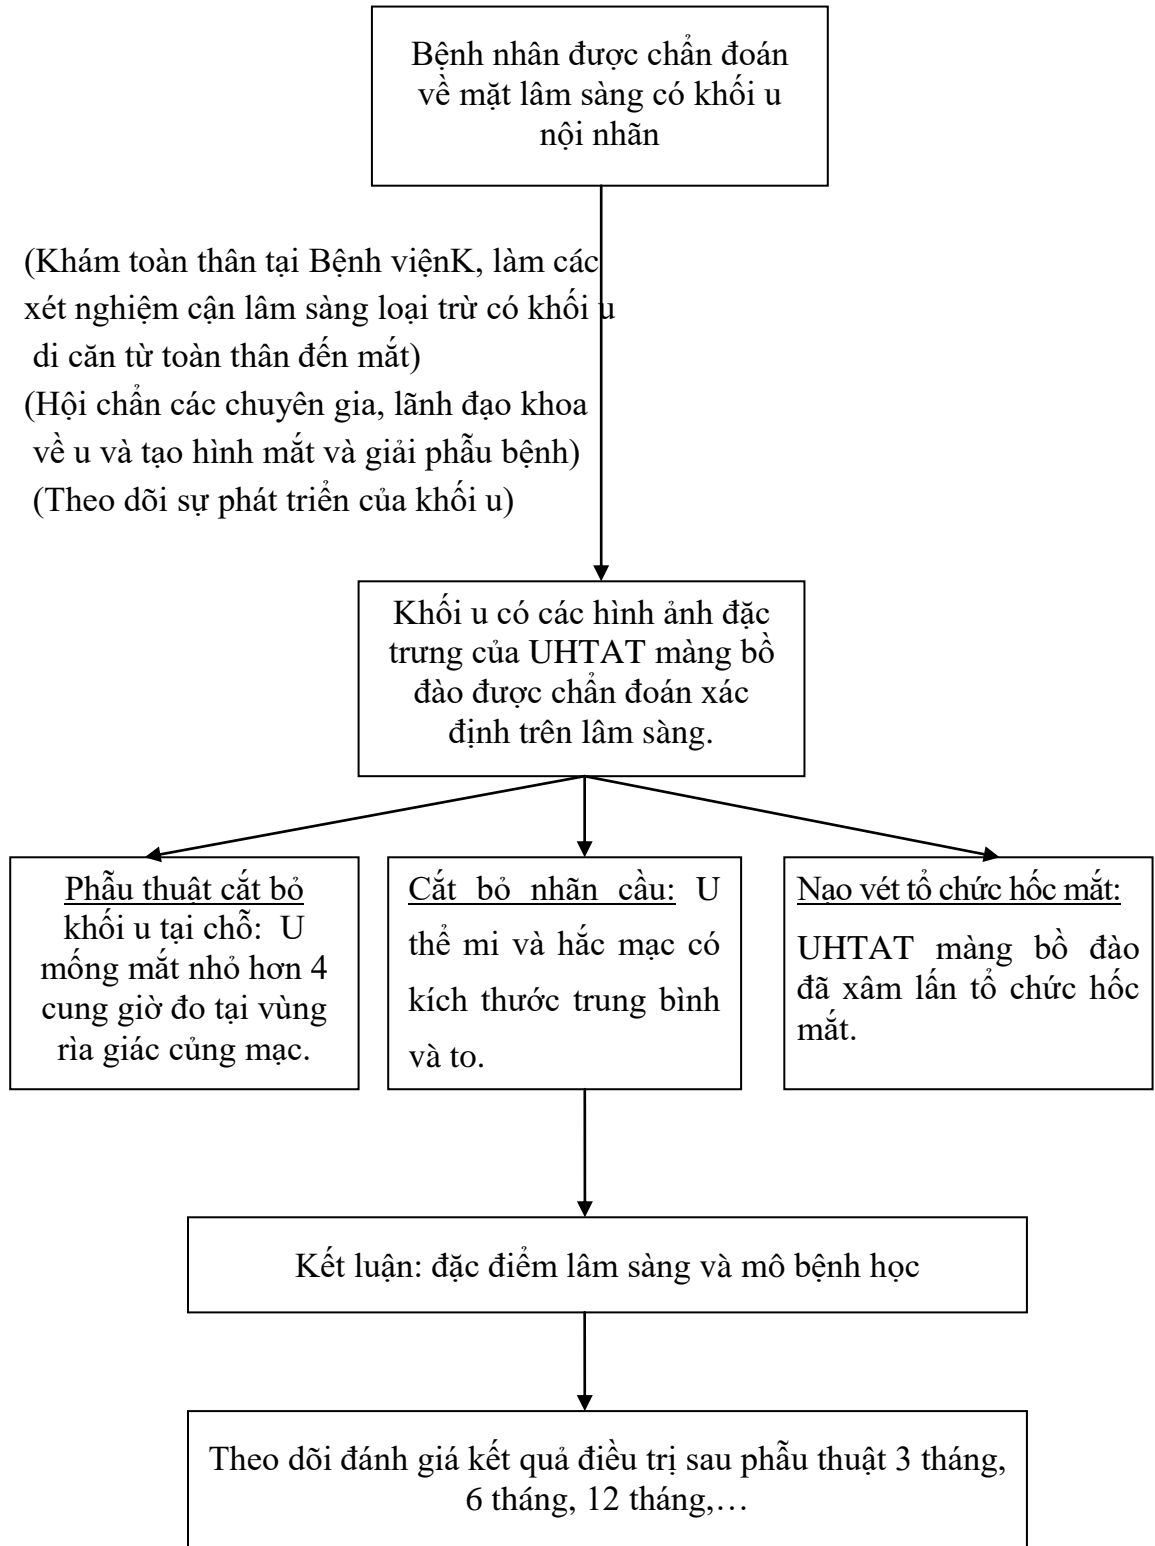 Bệnh nhân được chẩn đoán
về mặt lâm sàng có khối u
nội nhãn
(Khám toàn thân tại Bệnh việnK, làm các
xét nghiệm cận lâm sàng loại trừ có khối u
di căn từ toàn thân đến mắt)
(Hội chẩn các chuyên gia, lãnh đạo khoa
về u và tạo hình mắt và giải phẫu bệnh)
(Theo dõi sự phát triển của khối u)
Khối u có các hình ảnh đặc
trưng của UHTAT màng bồ
đào được chẩn đoán xác
định trên lâm sàng.
Phẫu thuật cắt bỏ
khối u tại chỗ: U
mống mắt nhỏ hơn 4
cung giờ đo tại vùng
rìa giác củng mạc.
Cắt bỏ nhãn cầu: U
thể mi và hắc mạc có
kích thước trung bình
và to.
Nạo vét tổ chức hốc mắt:
UHTAT màng bồ đào
đã xâm lấn tổ chức hốc
mắt.
Kết luận: đặc điểm lâm sàng và mô bệnh học
Theo dõi đánh giá kết quả điều trị sau phẫu thuật 3 tháng,
6 tháng, 12 tháng,…